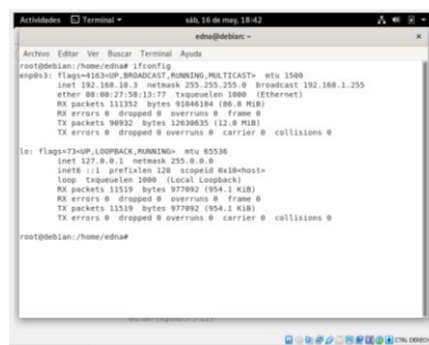 Actividades Terminal ▾ sáb, 16 de may, 18:42
edna@debian: ~
Archivo Editar Ver Buscar Terminal Ayuda
root@debian:/home/edna# ifconfig
enp0s3: flags=4163<UP,BROADCAST,RUNNING,MULTICAST> mtu 1500
inet 192.168.10.3 netmask 255.255.255.0 broadcast 192.168.1.255
ether 08:00:27:58:13:77 txqueuelen 1000 (Ethernet)
RX packets 111352 bytes 91046104 (86.8 MiB)
RX errors 0 dropped 0 overruns 0 frame 0
TX packets 90932 bytes 12630635 (12.0 MiB)
TX errors 0 dropped 0 overruns 0 carrier 0 collisions 0
lo: flags=73<UP,LOOPBACK,RUNNING> mtu 65536
inet 127.0.0.1 netmask 255.0.0.0
inet6 ::1 prefixlen 128 scopeid 0x10<host>
loop txqueuelen 1000 (Local Loopback)
RX packets 11519 bytes 977092 (954.1 KiB)
RX errors 0 dropped 0 overruns 0 frame 0
TX packets 11519 bytes 977092 (954.1 KiB)
TX errors 0 dropped 0 overruns 0 carrier 0 collisions 0
root@debian:/home/edna#
CTRL DERECHO